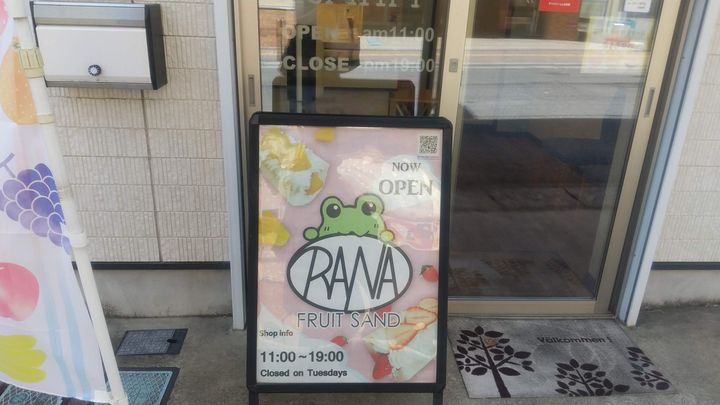 OPEN am11:00
CLOSE pm19:00
NOW
OPEN
RANA
FRUIT SAND
Shop info
11:00~19:00
Closed on Tuesdays
Välkommen!